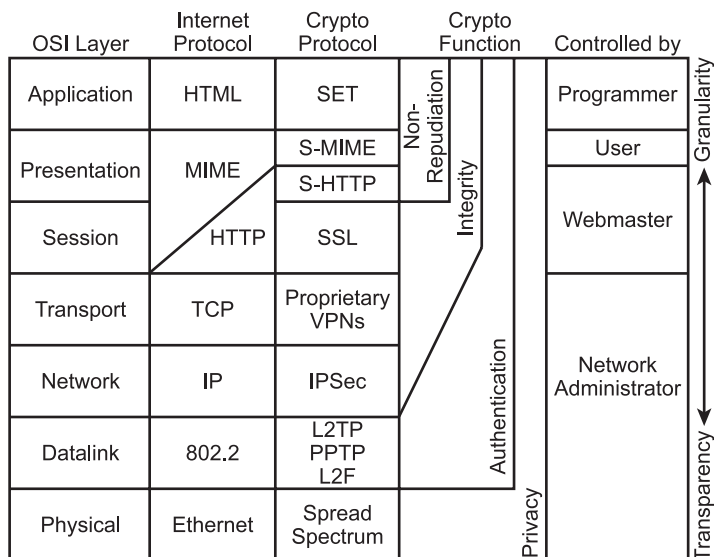 OSI Layer
Internet
Protocol
Crypto
Protocol
Crypto
Function
Controlled by
Application
HTML
SET
Programmer
Presentation
MIME
S-MIME
User
S-HTTP
Webmaster
Session
HTTP
SSL
Transport
TCP
Proprietary
VPNs
Network
IP
IPSec
Network
Administrator
Datalink
802.2
L2TP
PPTP
L2F
Physical
Ethernet
Spread
Spectrum
Non-
Repudiation
Integrity
Authentication
Privacy
Granularity
Transparency